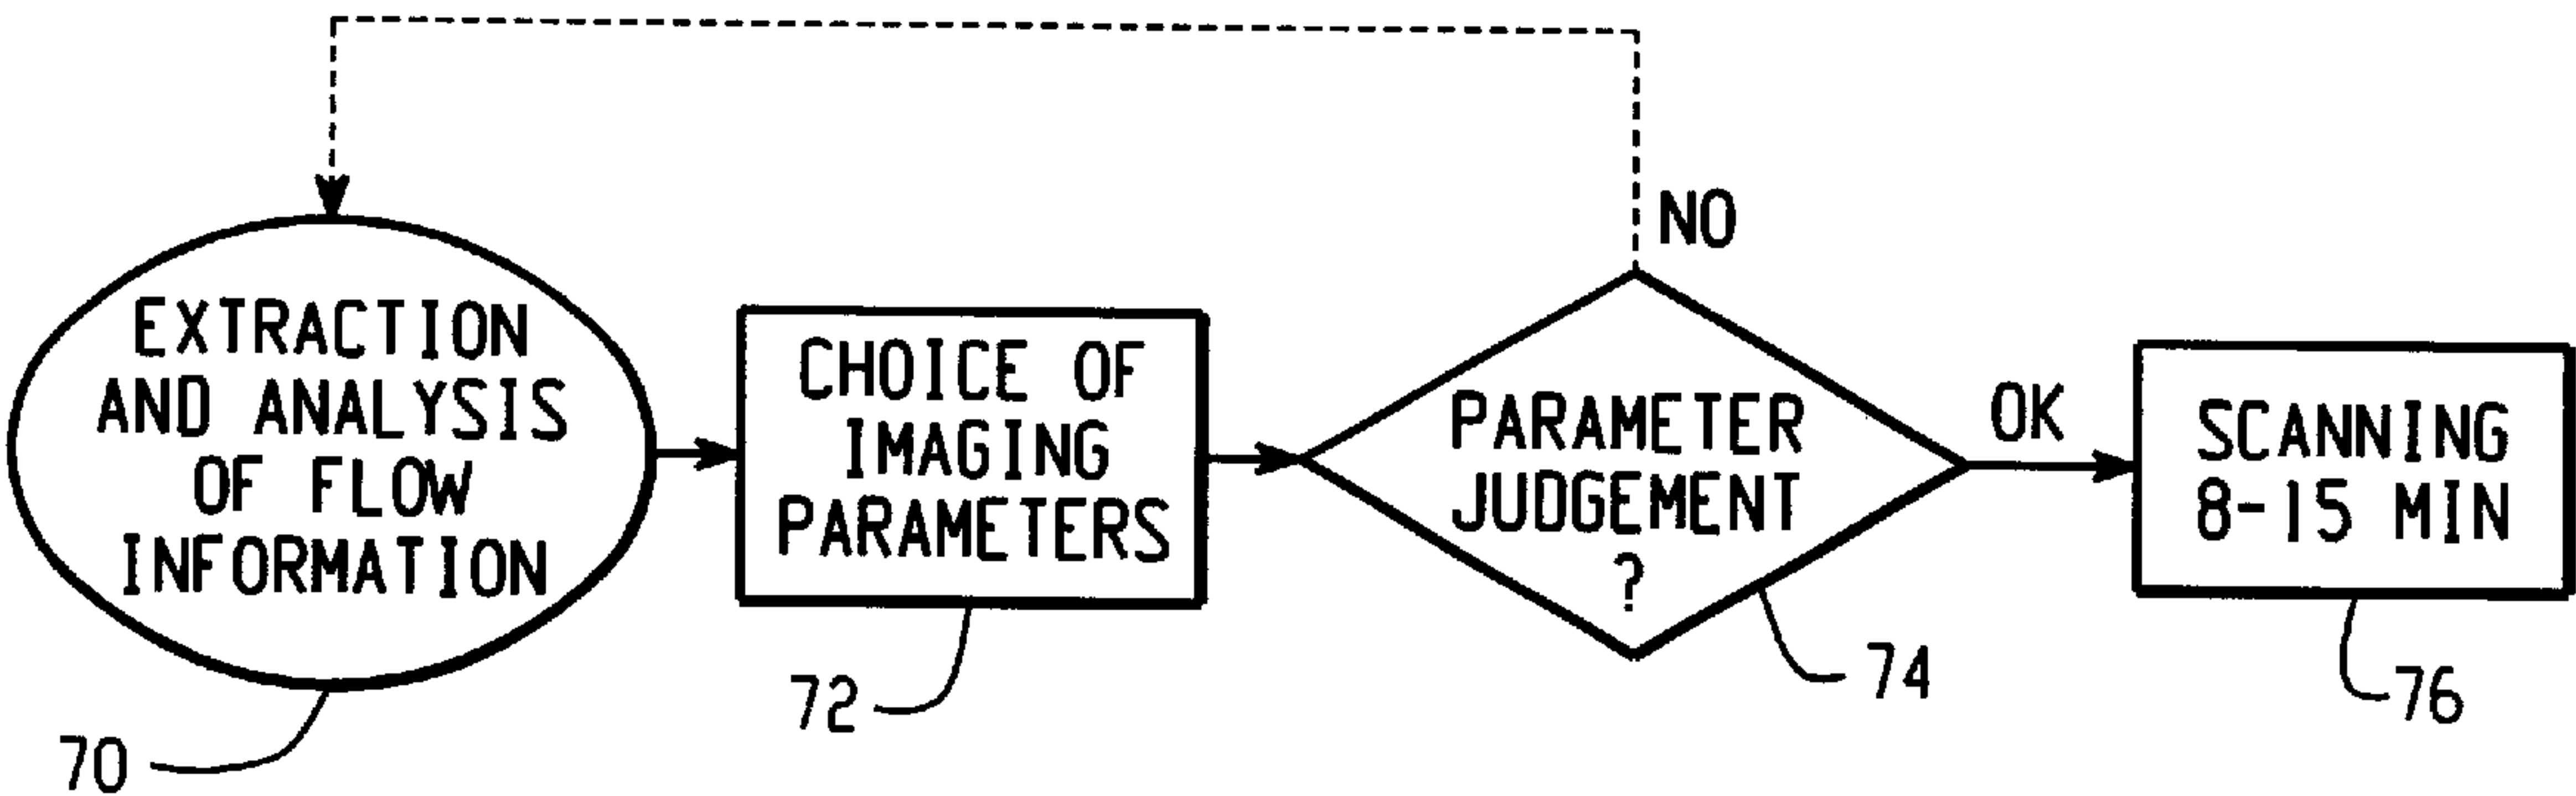 NO
EXTRACTION
AND ANALYSIS
OF FLOW
INFORMATION
CHOICE OF
IMAGING
PARAMETERS
PARAMETER
JUDGEMENT
?
OK
SCANNING
8-15 MIN
70
72
74
76